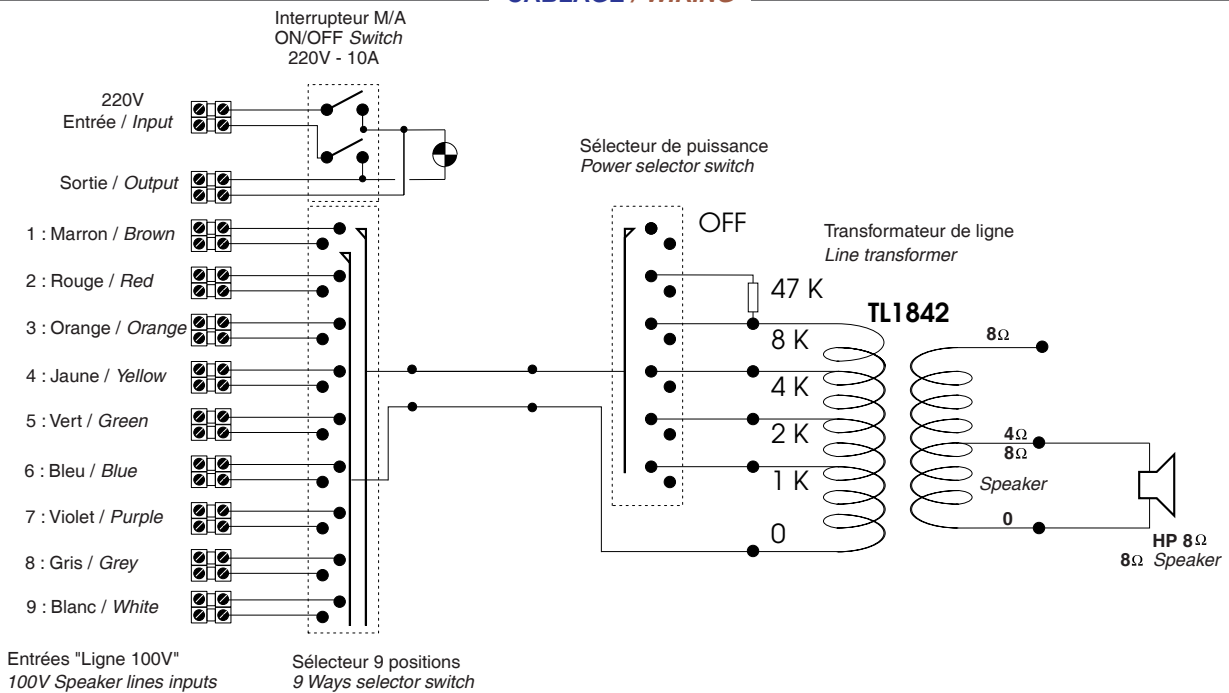 CABLAGE / WIRING
Interrupteur M/A
ON/OFF Switch
220V - 10A
220V
Entrée / Input
Sortie / Output
1 : Marron / Brown
2 : Rouge / Red
3 : Orange / Orange
4 : Jaune / Yellow
5 : Vert / Green
6 : Bleu / Blue
7 : Violet / Purple
8 : Gris / Grey
9 : Blanc / White
Entrées "Ligne 100V"
100V Speaker lines inputs
Sélecteur 9 positions
9 Ways selector switch
Sélecteur de puissance
Power selector switch
OFF
47 K
8 K
4 K
2 K
1 K
0
Transformateur de ligne
Line transformer
TL1842
8Ω
4Ω
8Ω
Speaker
0
HP 8Ω
8Ω Speaker